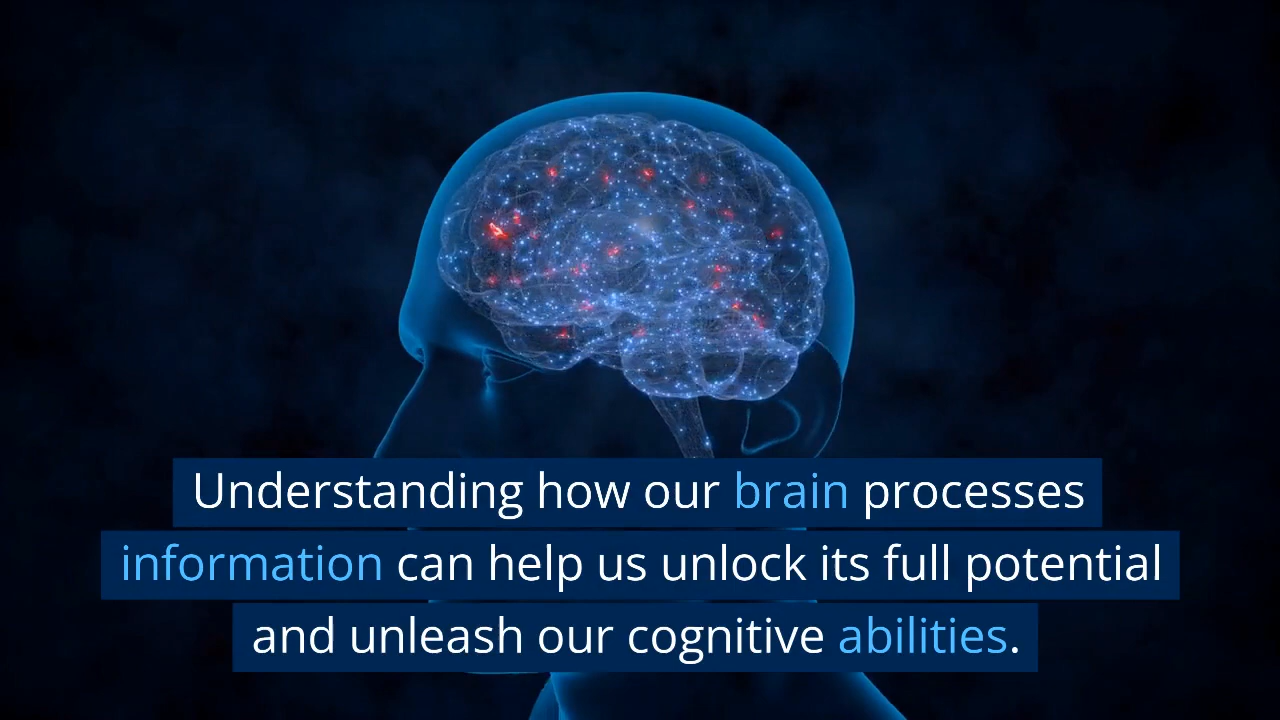 Understanding how our brain processes
information can help us unlock its full potential
and unleash our cognitive abilities.